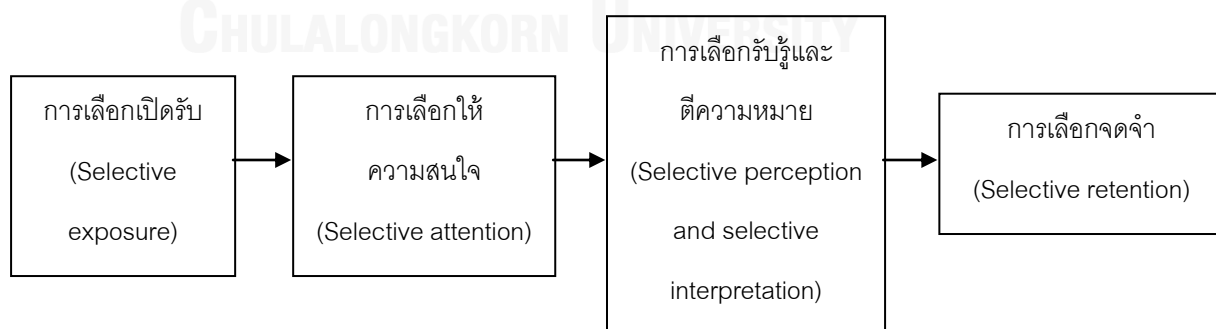 CHULALONGKORN UNIVERSITY
การเลือกเปิดรับ
(Selective
exposure)
การเลือกให้
ความสนใจ
(Selective attention)
การเลือกรับรู้และ
ตีความหมาย
(Selective perception
and selective
interpretation)
การเลือกจดจำ
(Selective retention)